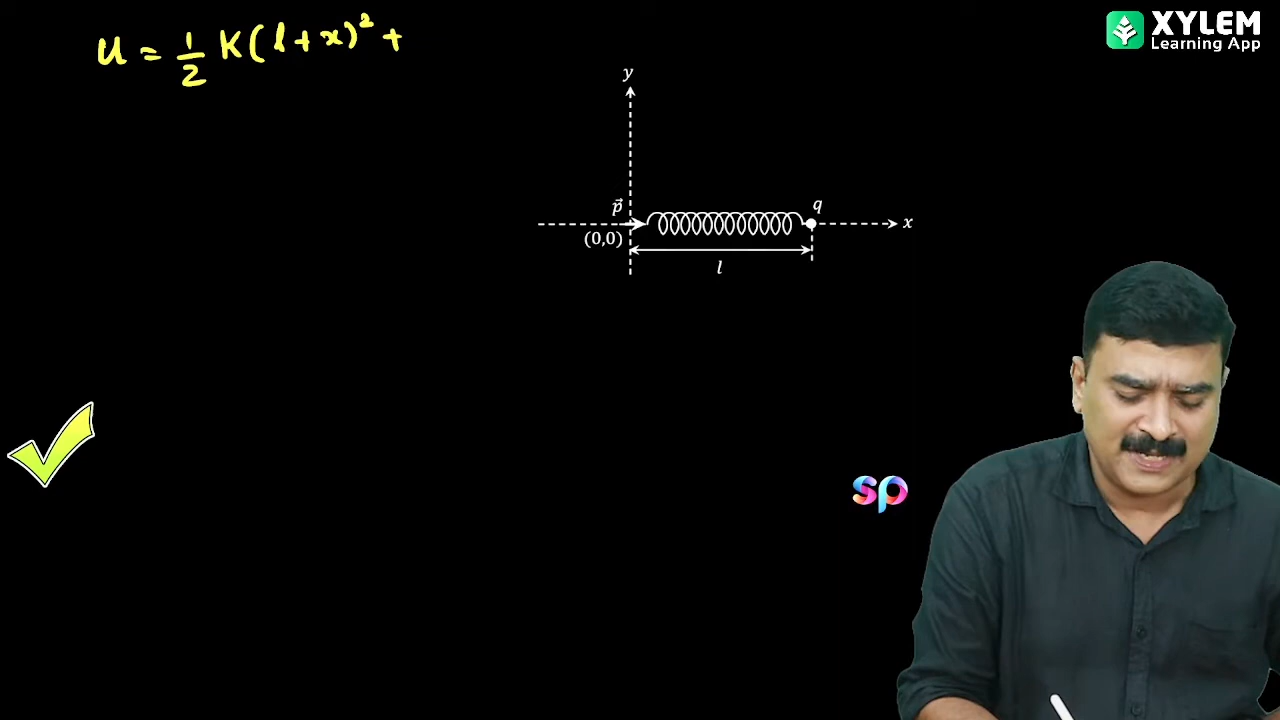 u = 1/2 K(l+x)² +
XYLEM
Learning App
y
p⃗
q
x
(0,0)
l
sp